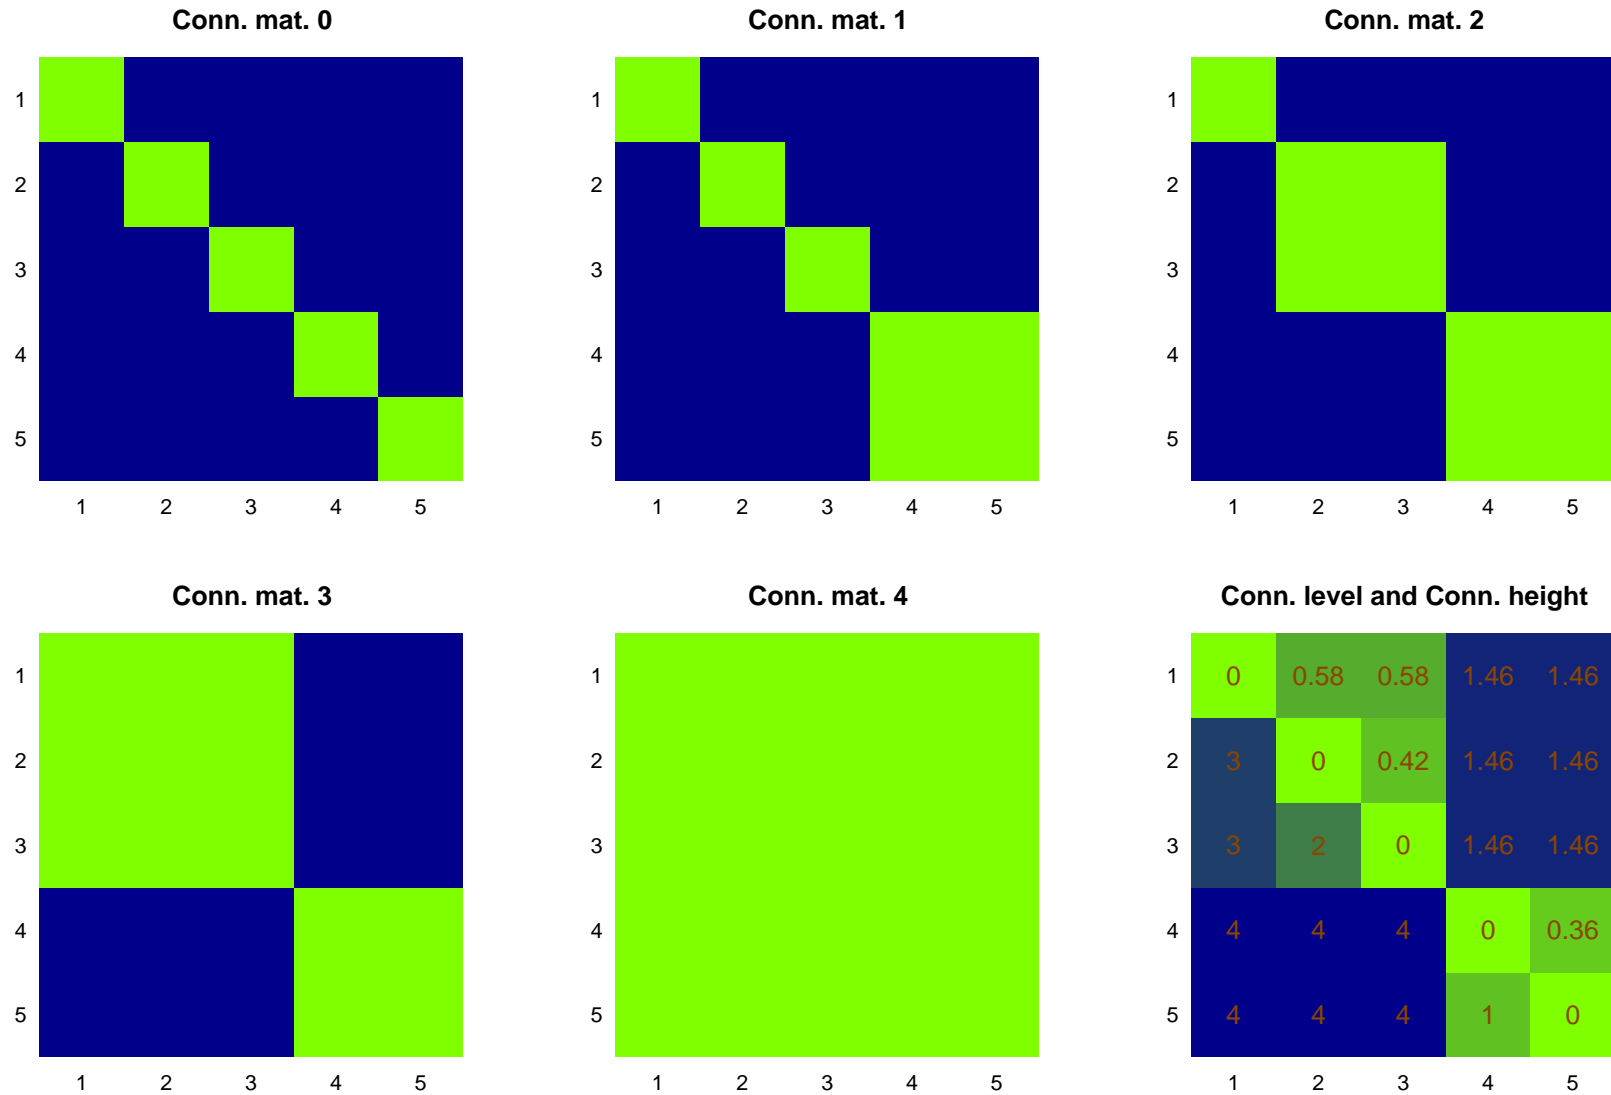 Conn. mat. 0
1
2
3
4
5
1 2 3 4 5
Conn. mat. 1
1
2
3
4
5
1 2 3 4 5
Conn. mat. 2
1
2
3
4
5
1 2 3 4 5
Conn. mat. 3
1
2
3
4
5
1 2 3 4 5
Conn. mat. 4
1
2
3
4
5
1 2 3 4 5
Conn. level and Conn. height
1 0 0.58 0.58 1.46 1.46
2 3 0 0.42 1.46 1.46
3 3 2 0 1.46 1.46
4 4 4 4 0 0.36
5 4 4 4 1 0
1 2 3 4 5